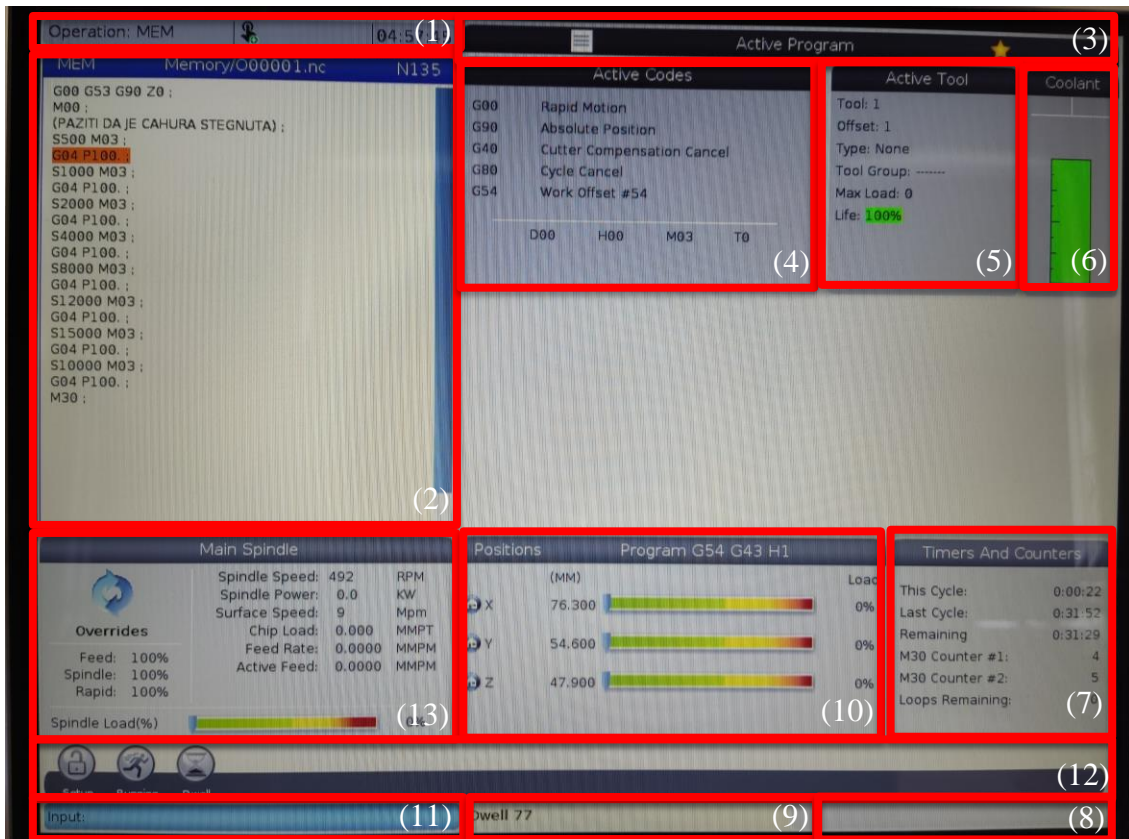 Operation: MEM
(1)
Active Program
(3)
MEM Memory/O00001.nc N135
G00 G53 G90 Z0 ;
M00 ;
(PAZITI DA JE CAHURA STEGNUTA) ;
S500 M03 ;
G04 P100. ;
S1000 M03 ;
G04 P100. ;
S2000 M03 ;
G04 P100. ;
S4000 M03 ;
G04 P100. ;
S8000 M03 ;
G04 P100. ;
S12000 M03 ;
G04 P100. ;
S15000 M03 ;
G04 P100. ;
S10000 M03 ;
G04 P100. ;
M30 ;
(2)
Active Codes
G00 Rapid Motion
G90 Absolute Position
G40 Cutter Compensation Cancel
G80 Cycle Cancel
G54 Work Offset #54
D00 H00 M03 T0
(4)
Active Tool
Tool: 1
Offset: 1
Type: None
Tool Group: -------
Max Load: 0
Life: 100%
(5)
Coolant
(6)
Main Spindle
Overrides
Feed: 100%
Spindle: 100%
Rapid: 100%
Spindle Speed: 492 RPM
Spindle Power: 0.0 KW
Surface Speed: 9 Mpm
Chip Load: 0.000 MMPT
Feed Rate: 0.0000 MMPM
Active Feed: 0.0000 MMPM
Spindle Load(%)
(13)
Positions Program G54 G43 H1
(MM) Load
X 76.300 0%
Y 54.600 0%
Z 47.900 0%
(10)
Timers And Counters
This Cycle: 0:00:22
Last Cycle: 0:31:52
Remaining 0:31:29
M30 Counter #1: 4
M30 Counter #2: 5
Loops Remaining:
(7)
Setup Running Dwell
(12)
Input:
(11)
Dwell 77
(9)
(8)